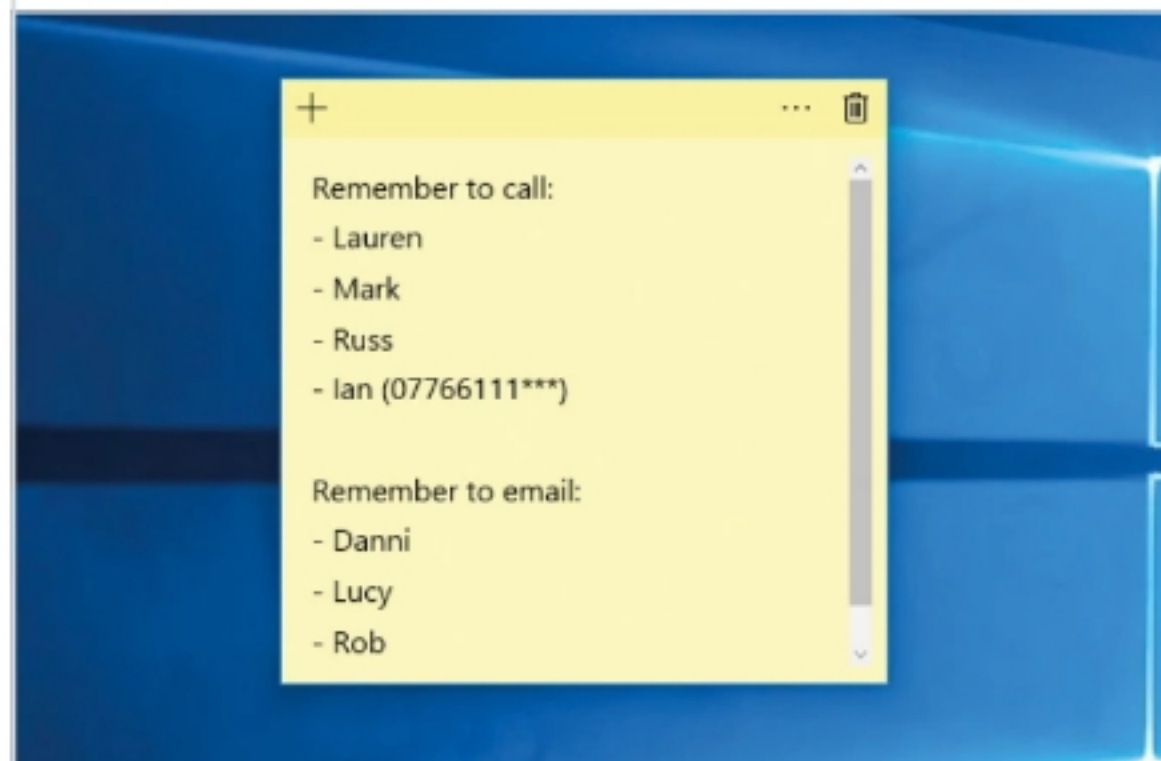 Remember to call:
- Lauren
- Mark
- Russ
- Ian (07766111***)
Remember to email:
- Danni
- Lucy
- Rob